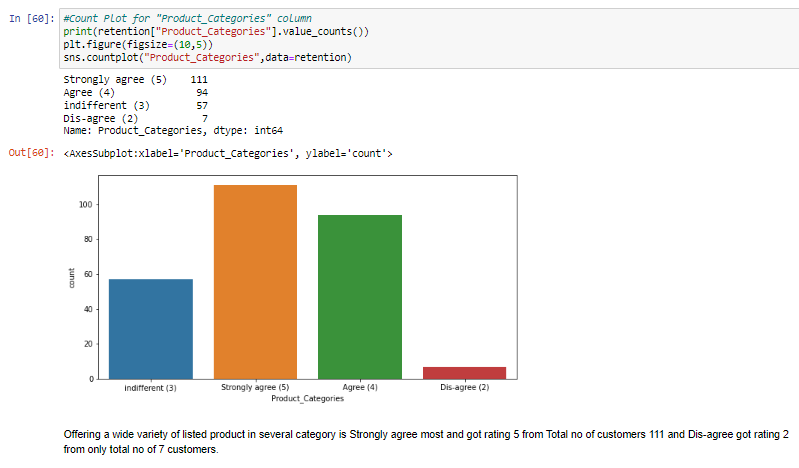 In [60]: #Count Plot for "Product_Categories" column
print(retention["Product_Categories"].value_counts())
plt.figure(figsize=(10,5))
sns.countplot("Product_Categories",data=retention)
Strongly agree (5) 111
Agree (4) 94
indifferent (3) 57
Dis-agree (2) 7
Name: Product_Categories, dtype: int64
Out[60]: <AxesSubplot:xlabel='Product_Categories', ylabel='count'>
100
80
60
40
20
0
count
indifferent (3) Strongly agree (5) Agree (4) Dis-agree (2)
Product_Categories
Offering a wide variety of listed product in several category is Strongly agree most and got rating 5 from Total no of customers 111 and Dis-agree got rating 2
from only total no of 7 customers.